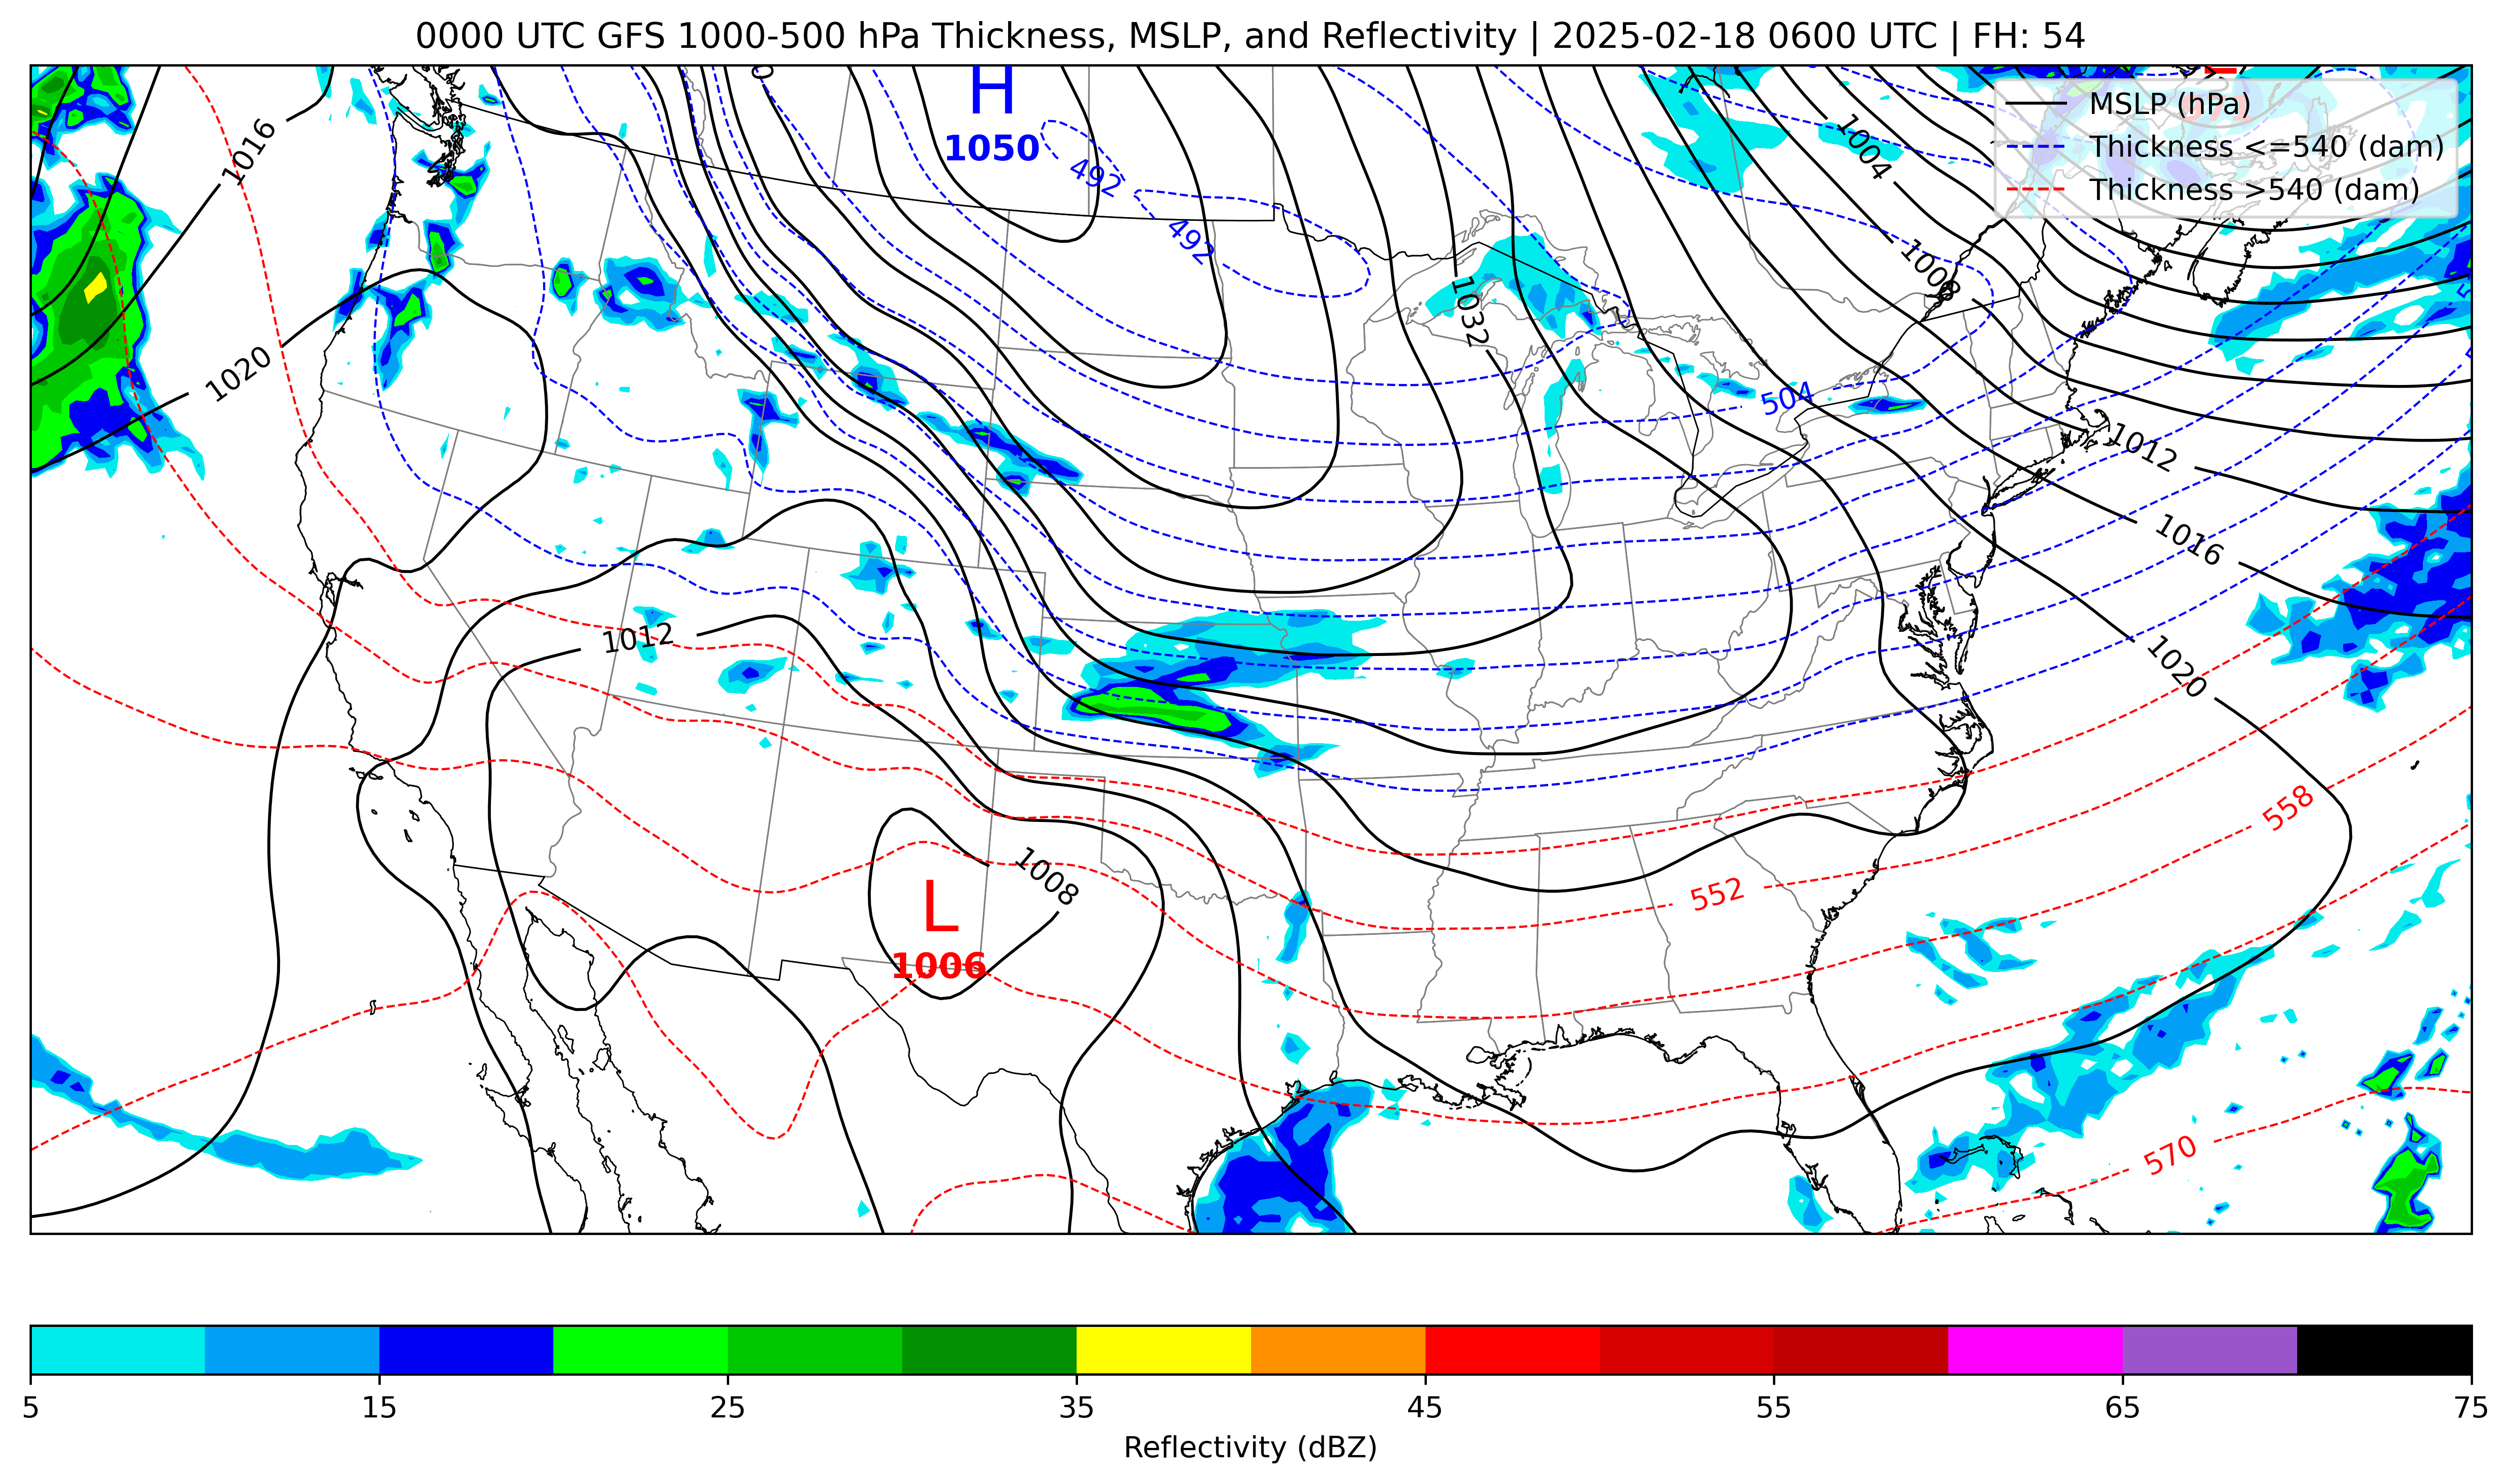 0000 UTC GFS 1000-500 hPa Thickness, MSLP, and Reflectivity | 2025-02-18 0600 UTC | FH: 54
H
1050
MSLP (hPa)
Thickness <=540 (dam)
Thickness >540 (dam)
1016
492
1004
492
1008
1032
1020
504
1012
1016
1012
1020
558
1008
552
L
1006
570
5 15 25 35 45 55 65 75
Reflectivity (dBZ)